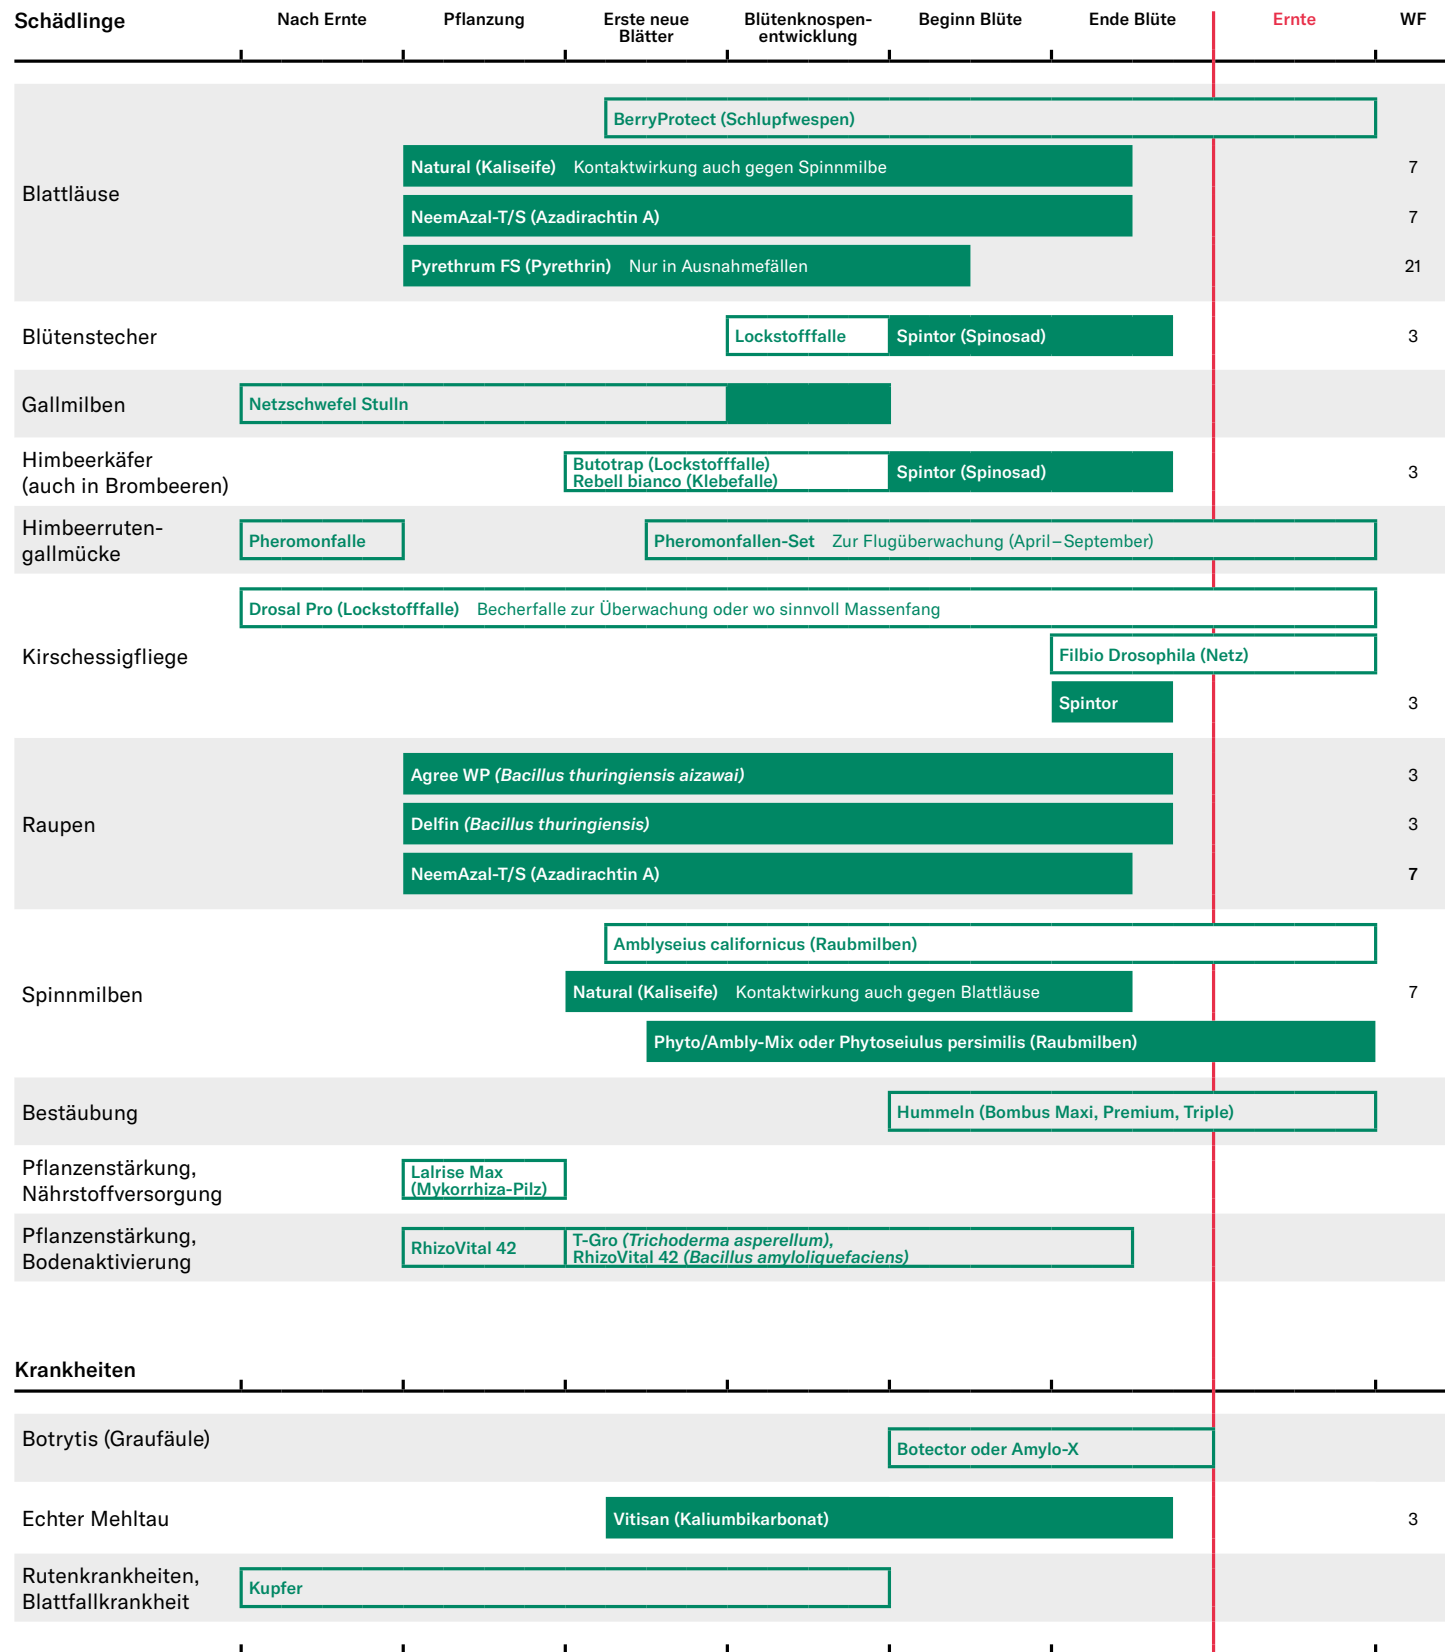 Schädlinge
Nach Ernte
Pflanzung
Erste neue
Blätter
Blütenknospen-
entwicklung
Beginn Blüte
Ende Blüte
Ernte
WF
Blattläuse
BerryProtect (Schlupfwespen)
Natural (Kaliseife) Kontaktwirkung auch gegen Spinnmilbe 7
NeemAzal-T/S (Azadirachtin A) 7
Pyrethrum FS (Pyrethrin) Nur in Ausnahmefällen 21
Blütenstecher
Lockstofffalle
Spintor (Spinosad) 3
Gallmilben
Netzschwefel Stulln
Himbeerkäfer
(auch in Brombeeren)
Butotrap (Lockstofffalle)
Rebell bianco (Klebefalle)
Spintor (Spinosad) 3
Himbeerruten-
gallmücke
Pheromonfalle
Pheromonfallen-Set Zur Flugüberwachung (April–September)
Kirschessigfliege
Drosal Pro (Lockstofffalle) Becherfalle zur Überwachung oder wo sinnvoll Massenfang
Filbio Drosophila (Netz)
Spintor 3
Raupen
Agree WP (Bacillus thuringiensis aizawai) 3
Delfin (Bacillus thuringiensis) 3
NeemAzal-T/S (Azadirachtin A) 7
Spinnmilben
Amblyseius californicus (Raubmilben)
Natural (Kaliseife) Kontaktwirkung auch gegen Blattläuse 7
Phyto/Ambly-Mix oder Phytoseiulus persimilis (Raubmilben)
Bestäubung
Hummeln (Bombus Maxi, Premium, Triple)
Pflanzenstärkung,
Nährstoffversorgung
Lalrise Max
(Mykorrhiza-Pilz)
Pflanzenstärkung,
Bodenaktivierung
RhizoVital 42
T-Gro (Trichoderma asperellum),
RhizoVital 42 (Bacillus amyloliquefaciens)
Krankheiten
Botrytis (Graufäule)
Botector oder Amylo-X
Echter Mehltau
Vitisan (Kaliumbikarbonat) 3
Rutenkrankheiten,
Blattfallkrankheit
Kupfer